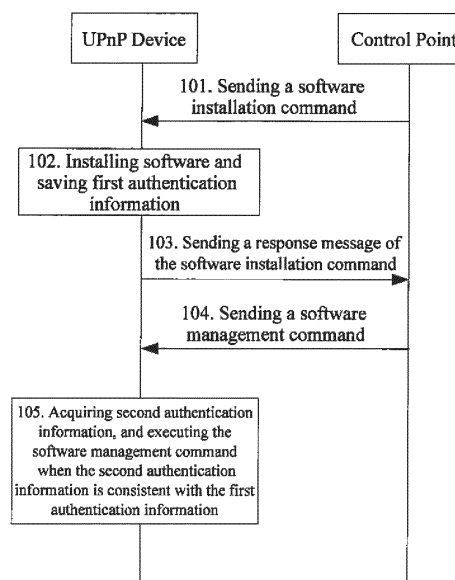 UPnP Device
Control Point
101. Sending a software
installation command
102. Installing software and
saving first authentication
information
103. Sending a response message of
the software installation command
104. Sending a software
management command
105. Acquiring second authentication
information, and executing the
software management command
when the second authentication
information is consistent with the first
authentication information